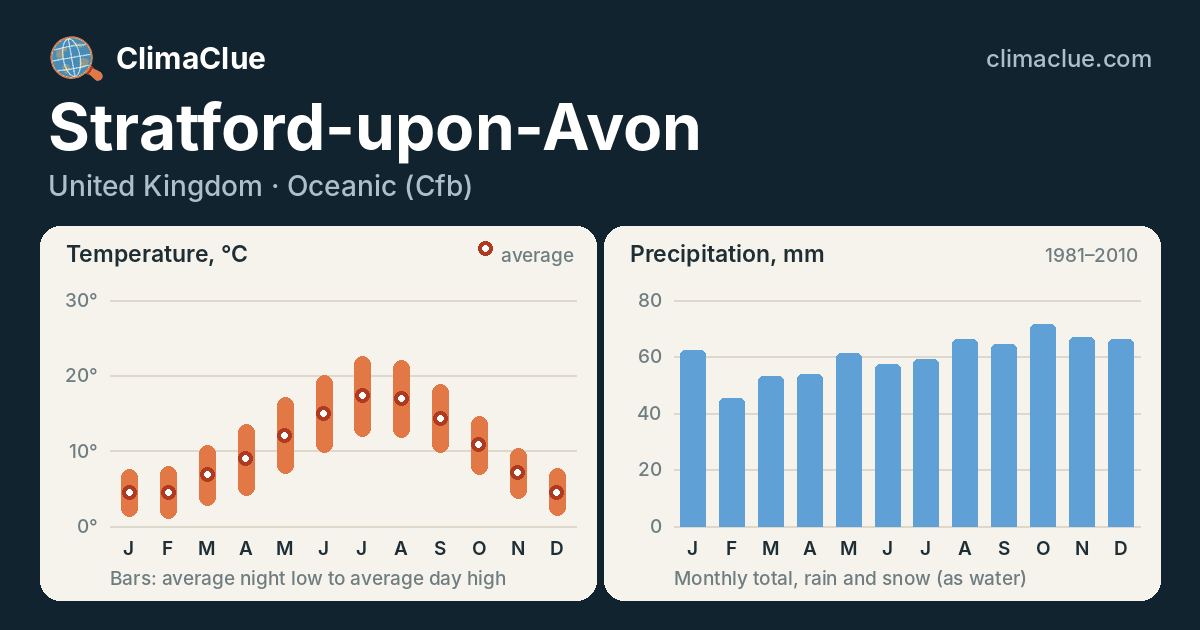 ClimaClue
climaclue.com
Stratford-upon-Avon
United Kingdom · Oceanic (Cfb)
Temperature, °C
average
30°
20°
10°
0°
J F M A M J J A S O N D
Bars: average night low to average day high
Precipitation, mm
1981–2010
80
60
40
20
0
J F M A M J J A S O N D
Monthly total, rain and snow (as water)